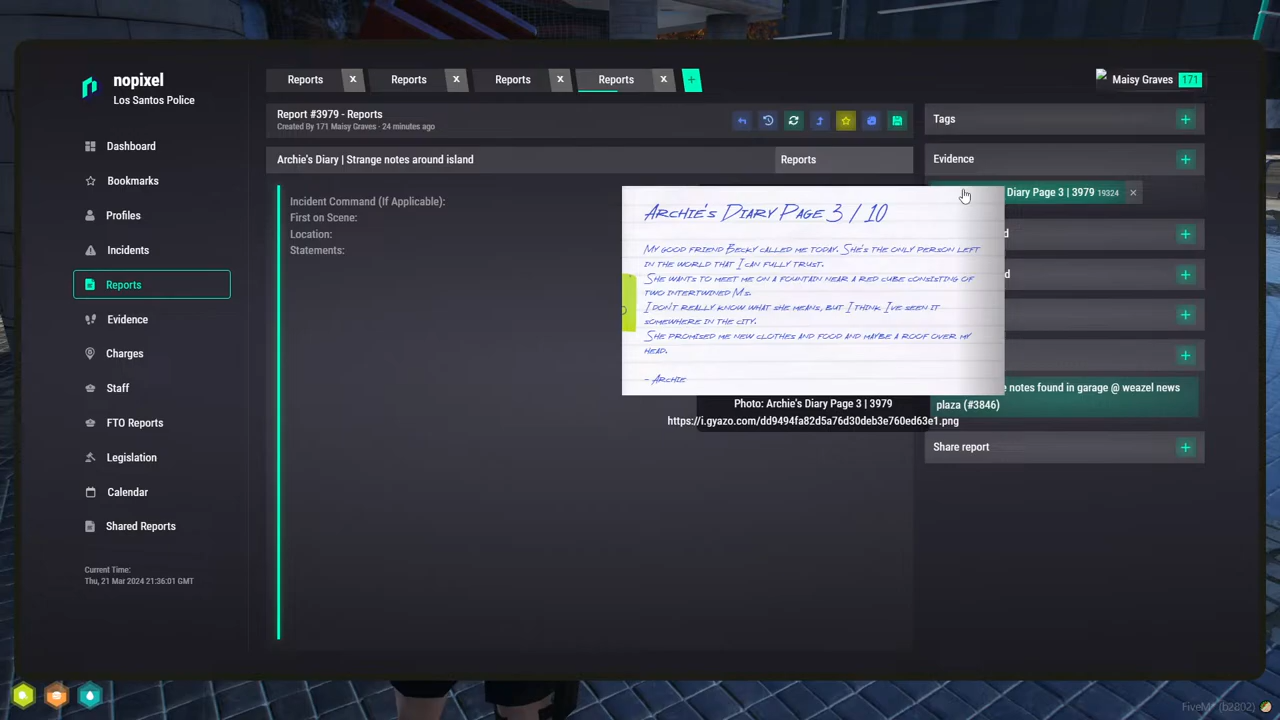 nopixel
Los Santos Police
Dashboard
Bookmarks
Profiles
Incidents
Reports
Evidence
Charges
Staff
FTO Reports
Legislation
Calendar
Shared Reports
Current Time:
Thu, 21 Mar 2024 21:36:01 GMT
Reports x Reports x Reports x Reports x +
Maisy Graves 171
Report #3979 - Reports
Created By 171 Maisy Graves · 24 minutes ago
Archie's Diary | Strange notes around island
Reports
Incident Command (If Applicable):
First on Scene:
Location:
Statements:
Archie's Diary Page 3 / 10
My good friend Becky called me today. She's the only person left
in the world that I can fully trust.
She wants to meet me on a fountain near a red cube consisting of
two intertwined Ms.
I don't really know what she means, but I think I've seen it
somewhere in the city.
She promised me new clothes and food and maybe a roof over my
head.
- Archie
Photo: Archie's Diary Page 3 | 3979
https://i.gyazo.com/dd9494fa82d5a76d30deb3e760ed63e1.png
Tags +
Evidence +
Diary Page 3 | 3979 19324 ×
d +
d +
+
+
notes found in garage @ weazel news
plaza (#3846)
Share report +
FiveM* (b2802)